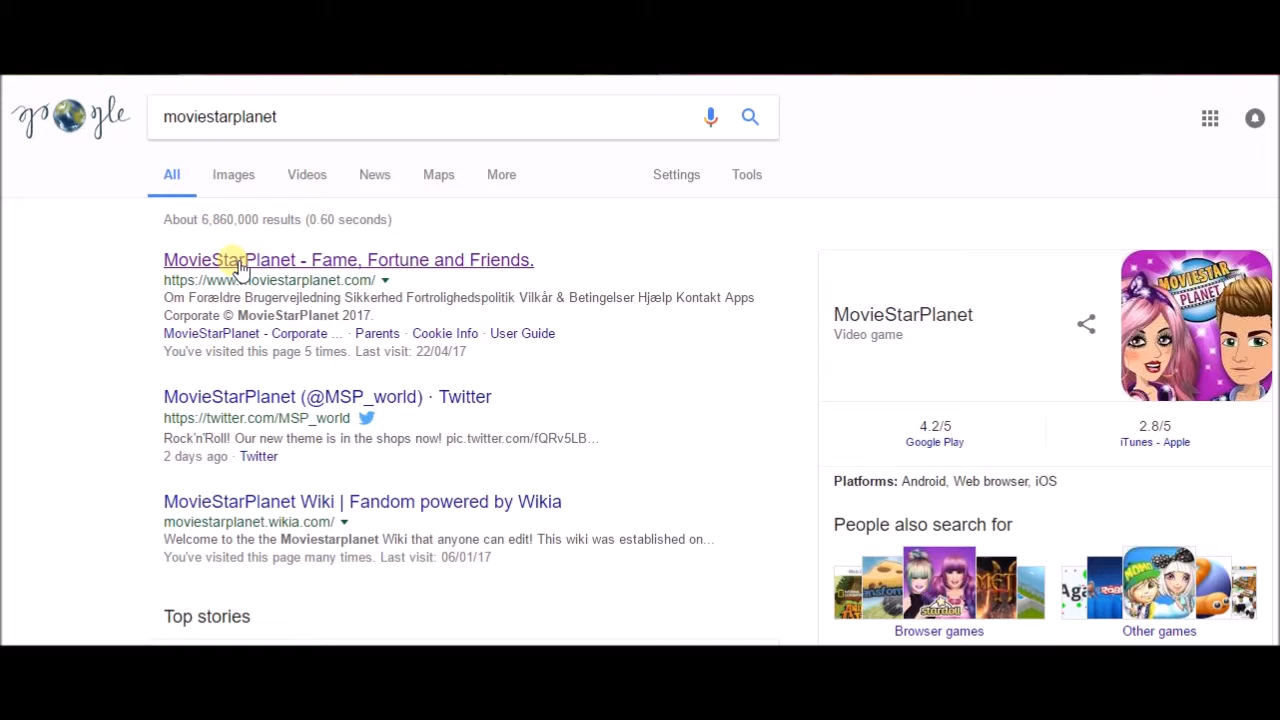 google
moviestarplanet
All Images Videos News Maps More Settings Tools
About 6,860,000 results (0.60 seconds)
MovieStarPlanet - Fame, Fortune and Friends.
https://www.moviestarplanet.com/
Om Forældre Brugervejledning Sikkerhed Fortrolighedspolitik Vilkår & Betingelser Hjælp Kontakt Apps
Corporate © MovieStarPlanet 2017.
MovieStarPlanet - Corporate ... · Parents · Cookie Info · User Guide
You've visited this page 5 times. Last visit: 22/04/17
MovieStarPlanet (@MSP_world) · Twitter
https://twitter.com/MSP_world
Rock'n'Roll! Our new theme is in the shops now! pic.twitter.com/fQRv5LB...
2 days ago · Twitter
MovieStarPlanet Wiki | Fandom powered by Wikia
moviestarplanet.wikia.com/
Welcome to the the Moviestarplanet Wiki that anyone can edit! This wiki was established on...
You've visited this page many times. Last visit: 06/01/17
Top stories
MovieStarPlanet
Video game
MOVIESTAR
PLANET
4.2/5
Google Play
2.8/5
iTunes - Apple
Platforms: Android, Web browser, iOS
People also search for
stardoll
Browser games
Other games